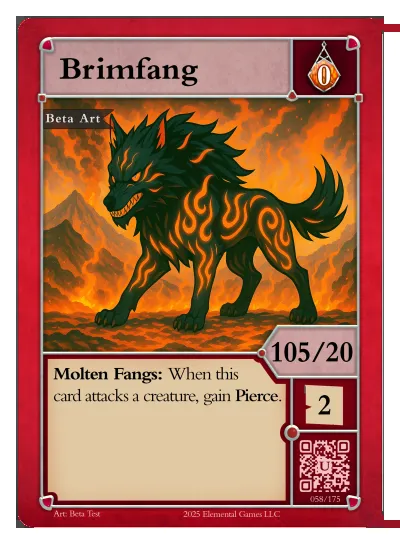 Brimfang
0
Beta Art
105/20
Molten Fangs: When this
card attacks a creature, gain Pierce.
2
U
058/175
Art: Beta Test
2025 Elemental Games LLC